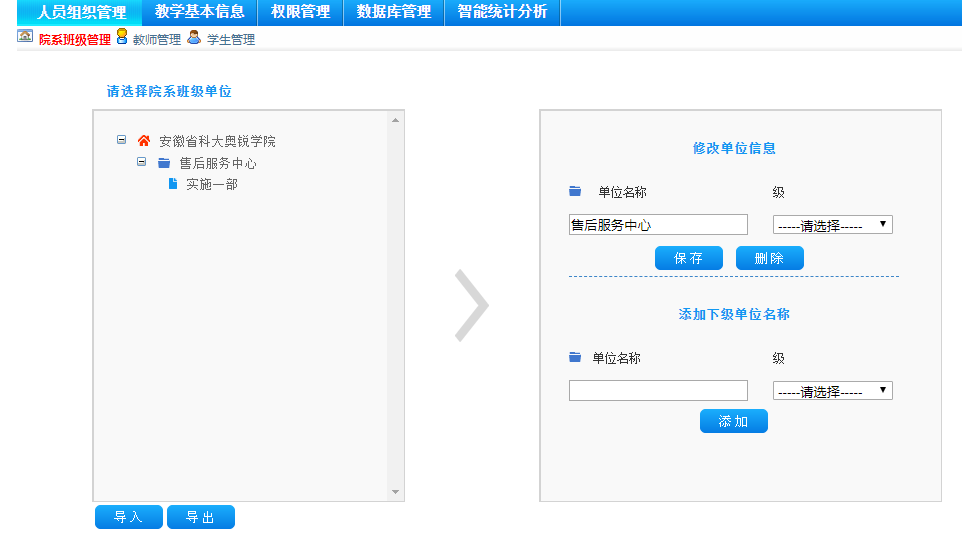 人员组织管理 教学基本信息 权限管理 数据库管理 智能统计分析
院系班级管理 教师管理 学生管理
请选择院系班级单位
安徽省科大奥锐学院
售后服务中心
实施一部
导入 导出
修改单位信息
单位名称 级
售后服务中心 -----请选择-----
保存 删除
添加下级单位名称
单位名称 级
-----请选择-----
添加